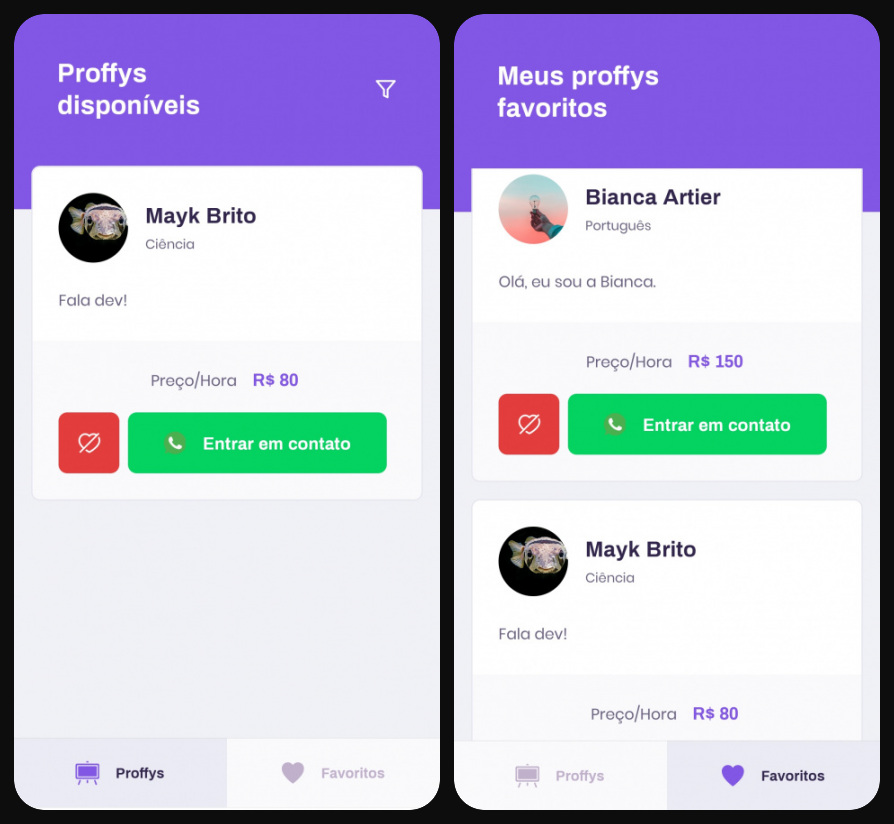 Proffys
disponíveis
Mayk Brito
Ciência
Fala dev!
Preço/Hora R$ 80
Entrar em contato
Proffys Favoritos
Meus proffys
favoritos
Bianca Artier
Português
Olá, eu sou a Bianca.
Preço/Hora R$ 150
Entrar em contato
Mayk Brito
Ciência
Fala dev!
Preço/Hora R$ 80
Proffys Favoritos